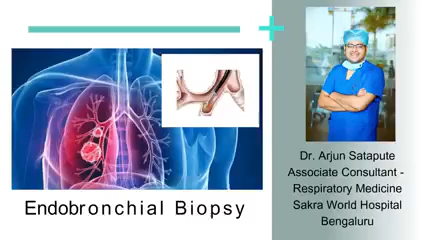 Endobronchial Biopsy
Dr. Arjun Satapute
Associate Consultant -
Respiratory Medicine
Sakra World Hospital
Bengaluru